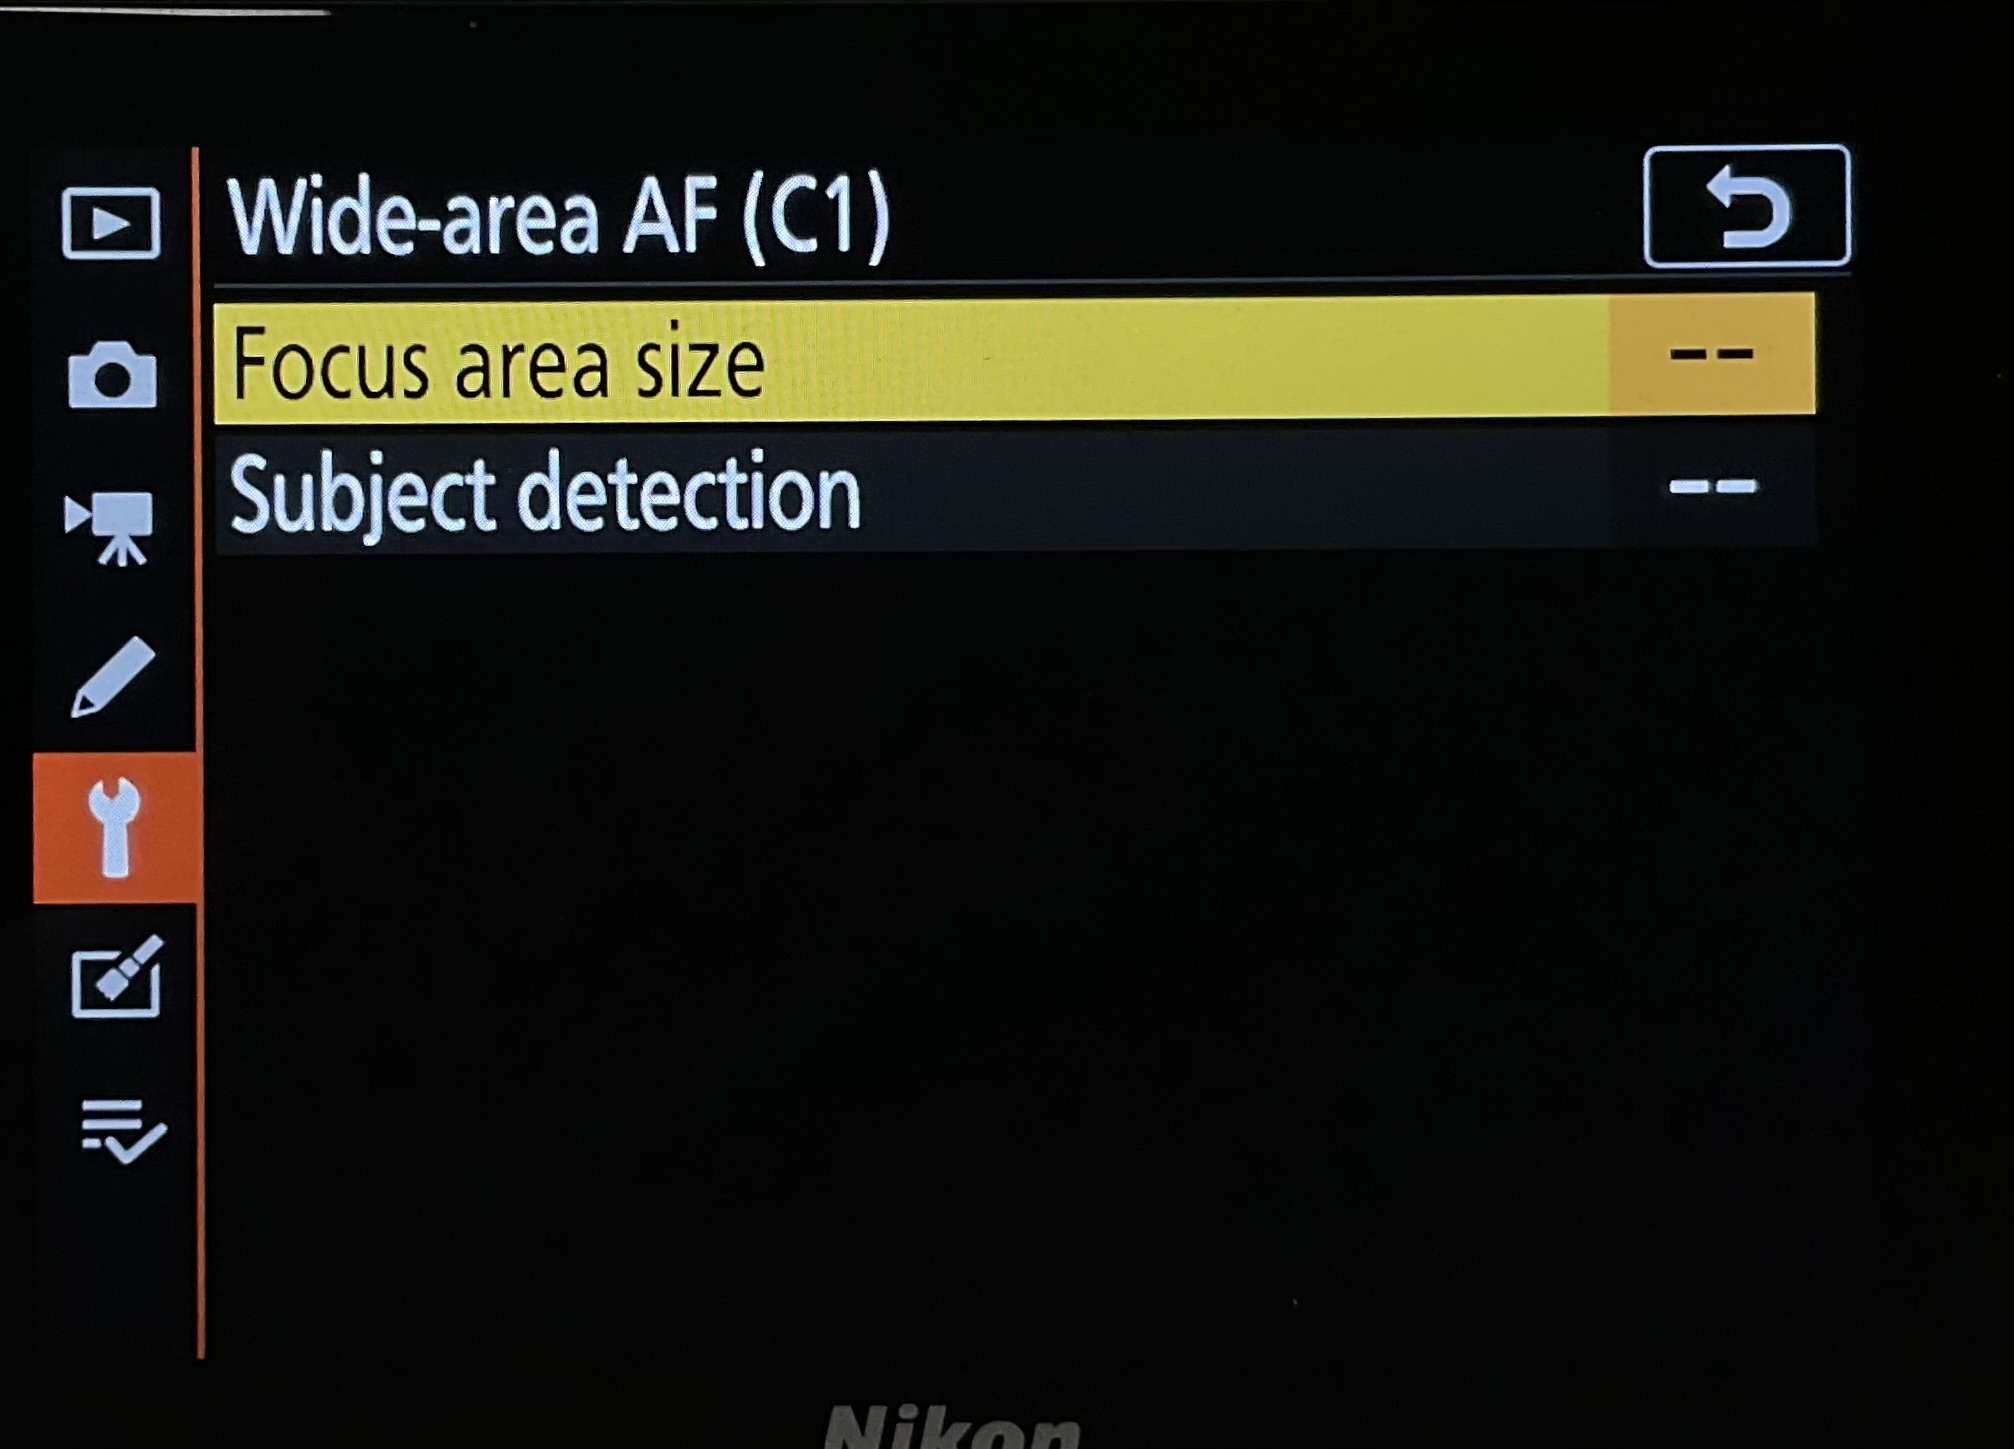 Wide-area AF (C1)
Focus area size --
Subject detection --
Nikon